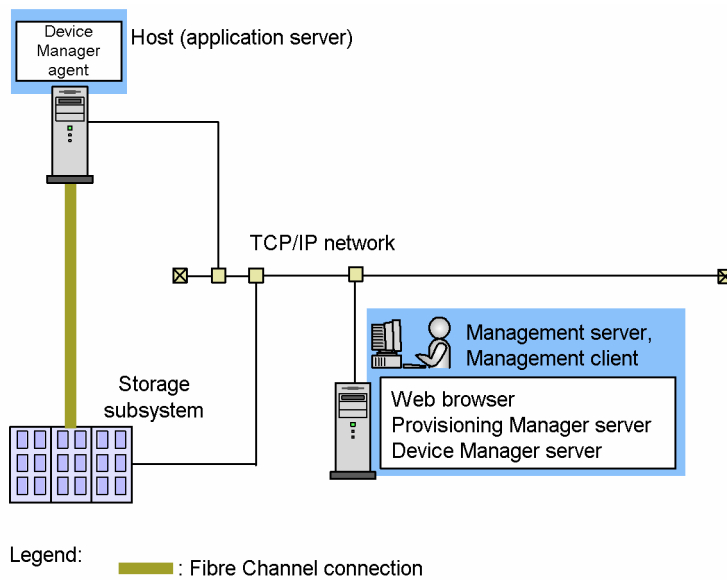 Device
Manager
agent
Host (application server)
TCP/IP network
Management server,
Management client
Storage
subsystem
Web browser
Provisioning Manager server
Device Manager server
Legend:
: Fibre Channel connection